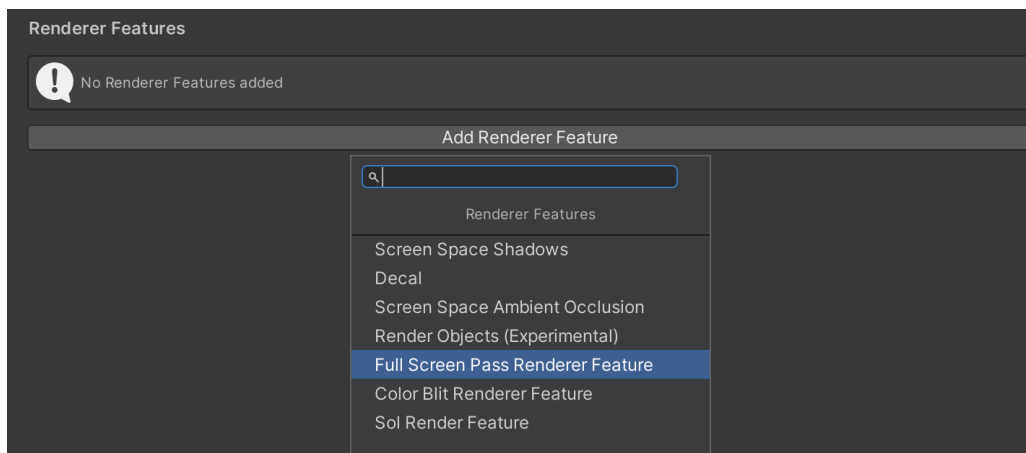 Renderer Features
No Renderer Features added
Add Renderer Feature
Renderer Features
Screen Space Shadows
Decal
Screen Space Ambient Occlusion
Render Objects (Experimental)
Full Screen Pass Renderer Feature
Color Blit Renderer Feature
Sol Render Feature